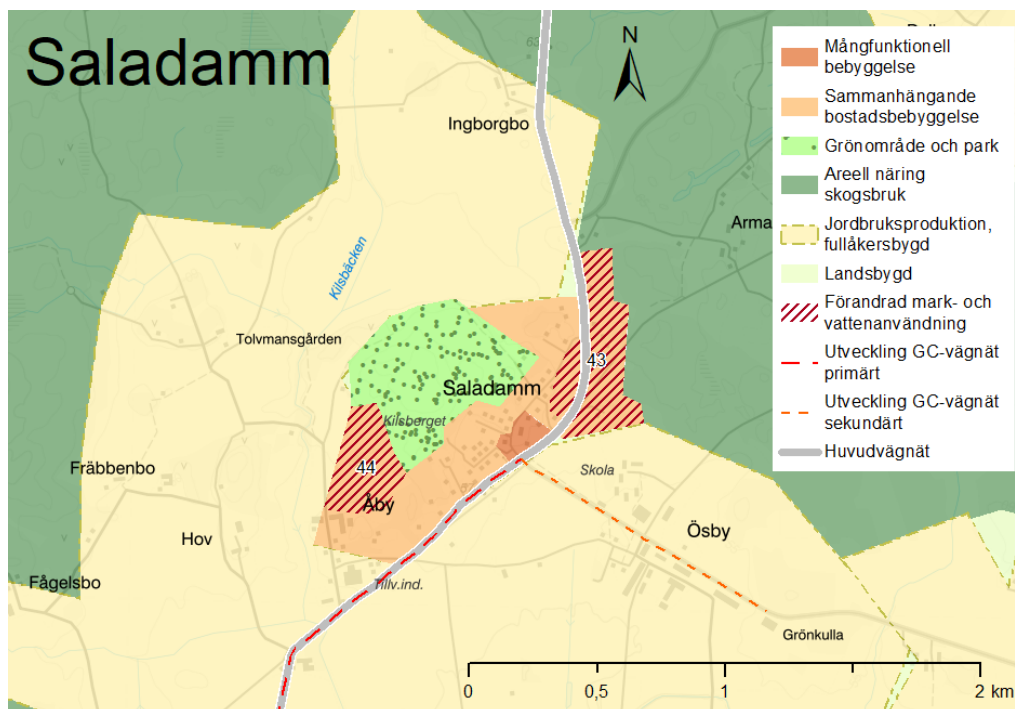 Saladamm
N
63
Ingborgbo
Arma
Kilsbäcken
Tolvmansgården
43
Saladamm
Kilsberget
44
Fräbbenbo
Skola
Åby
Ösby
Hov
Fågelsbo
Tillv.ind.
Grönkulla
0
0,5
1
2 km
Mångfunktionell
bebyggelse
Sammanhängande
bostadsbebyggelse
Grönområde och park
Areell näring
skogsbruk
Jordbruksproduktion,
fullåkersbygd
Landsbygd
Förandrad mark- och
vattenanvändning
Utveckling GC-vägnät
primärt
Utveckling GC-vägnät
sekundärt
Huvudvägnät